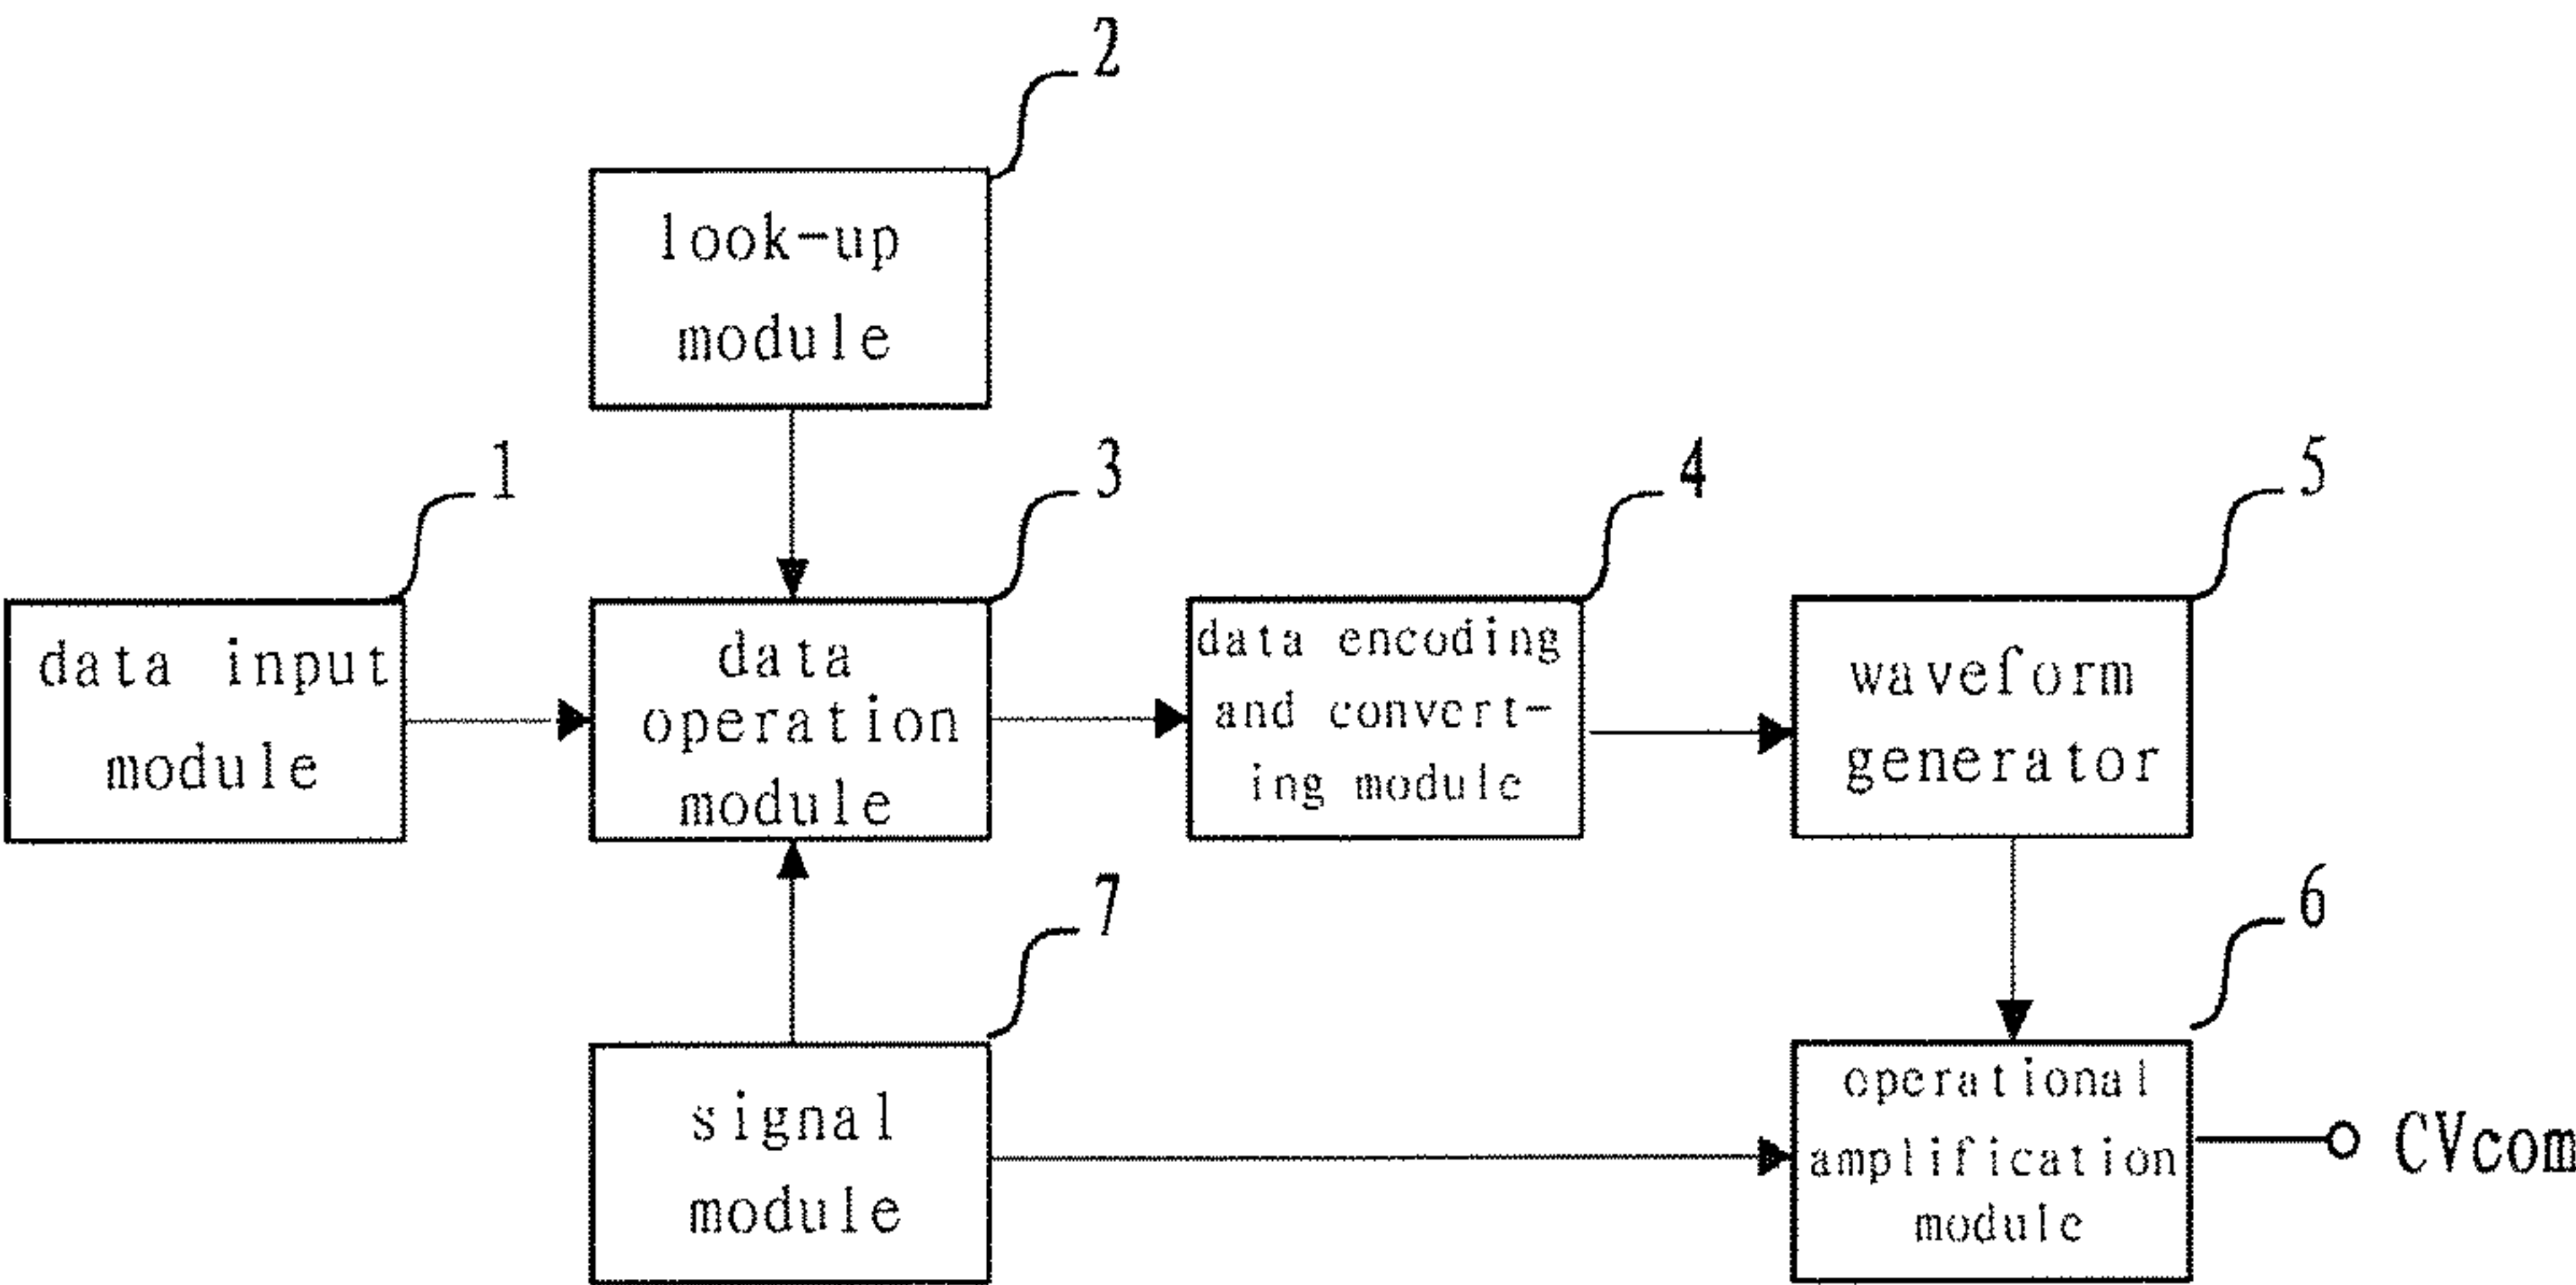 2
look-up
module
1
3
4
5
data input
module
data
operation
module
data encoding
and convert-
ing module
waveform
generator
7
6
signal
module
operational
amplification
module
CVcom